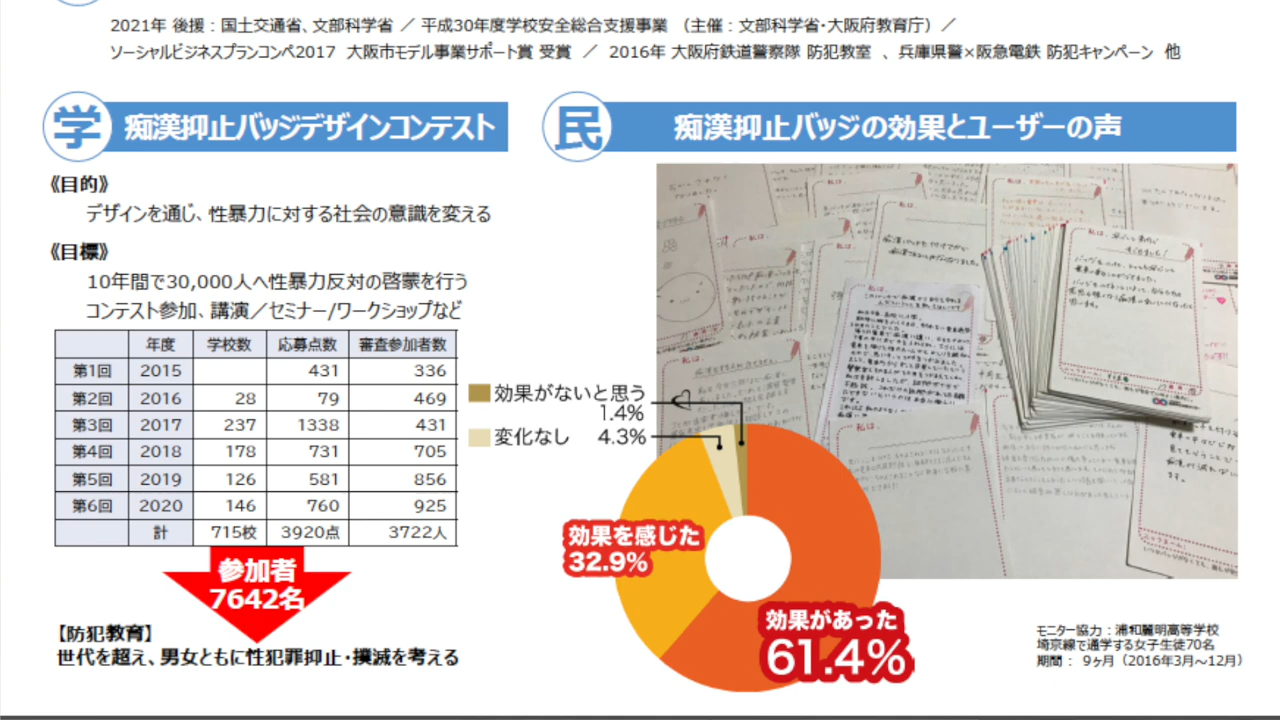 2021年 後援：国土交通省、文部科学省 ／ 平成30年度学校安全総合支援事業 （主催：文部科学省・大阪府教育庁）／
ソーシャルビジネスプランコンペ2017 大阪市モデル事業サポート賞 受賞 ／ 2016年 大阪府鉄道警察隊 防犯教室 、兵庫県警×阪急電鉄 防犯キャンペーン 他
学 痴漢抑止バッジデザインコンテスト
《目的》
デザインを通じ、性暴力に対する社会の意識を変える
《目標》
10年間で30,000人へ性暴力反対の啓蒙を行う
コンテスト参加、講演／セミナー/ワークショップなど
年度 学校数 応募点数 審査参加者数
第1回 2015 431 336
第2回 2016 28 79 469
第3回 2017 237 1338 431
第4回 2018 178 731 705
第5回 2019 126 581 856
第6回 2020 146 760 925
計 715校 3920点 3722人
参加者
7642名
【防犯教育】
世代を超え、男女ともに性犯罪抑止・撲滅を考える
民 痴漢抑止バッジの効果とユーザーの声
効果がないと思う
1.4%
変化なし 4.3%
効果を感じた
32.9%
効果があった
61.4%
モニター協力：浦和麗明高等学校
埼京線で通学する女子生徒70名
期間： 9ヶ月（2016年3月～12月）